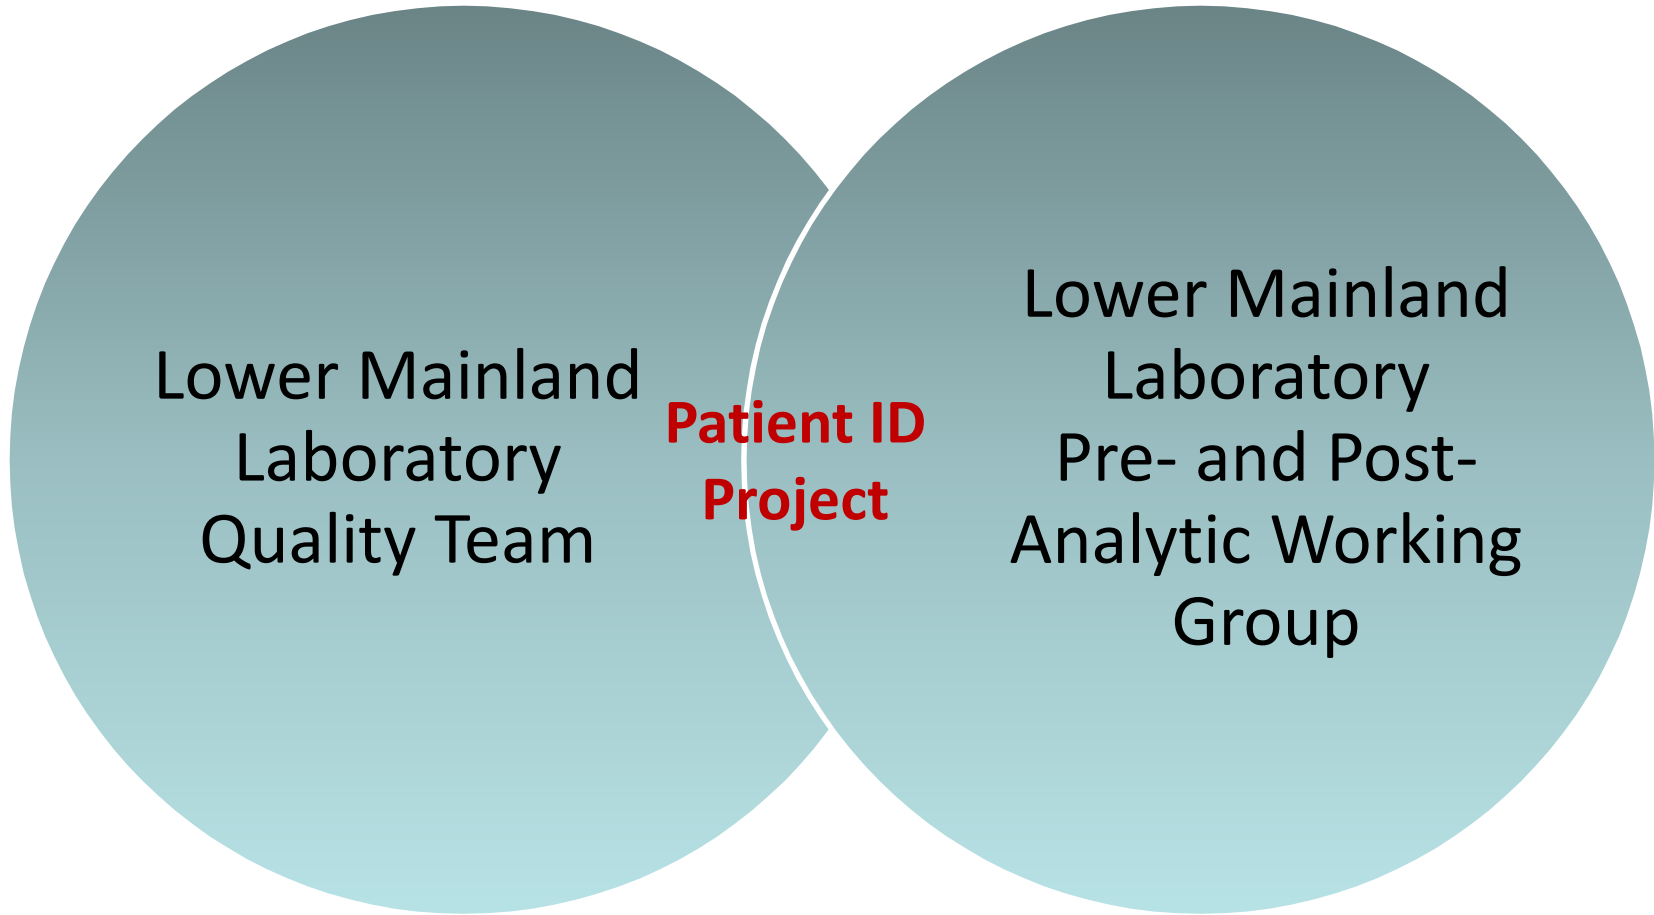 Lower Mainland
Laboratory
Quality Team
Patient ID
Project
Lower Mainland
Laboratory
Pre- and Post-
Analytic Working
Group